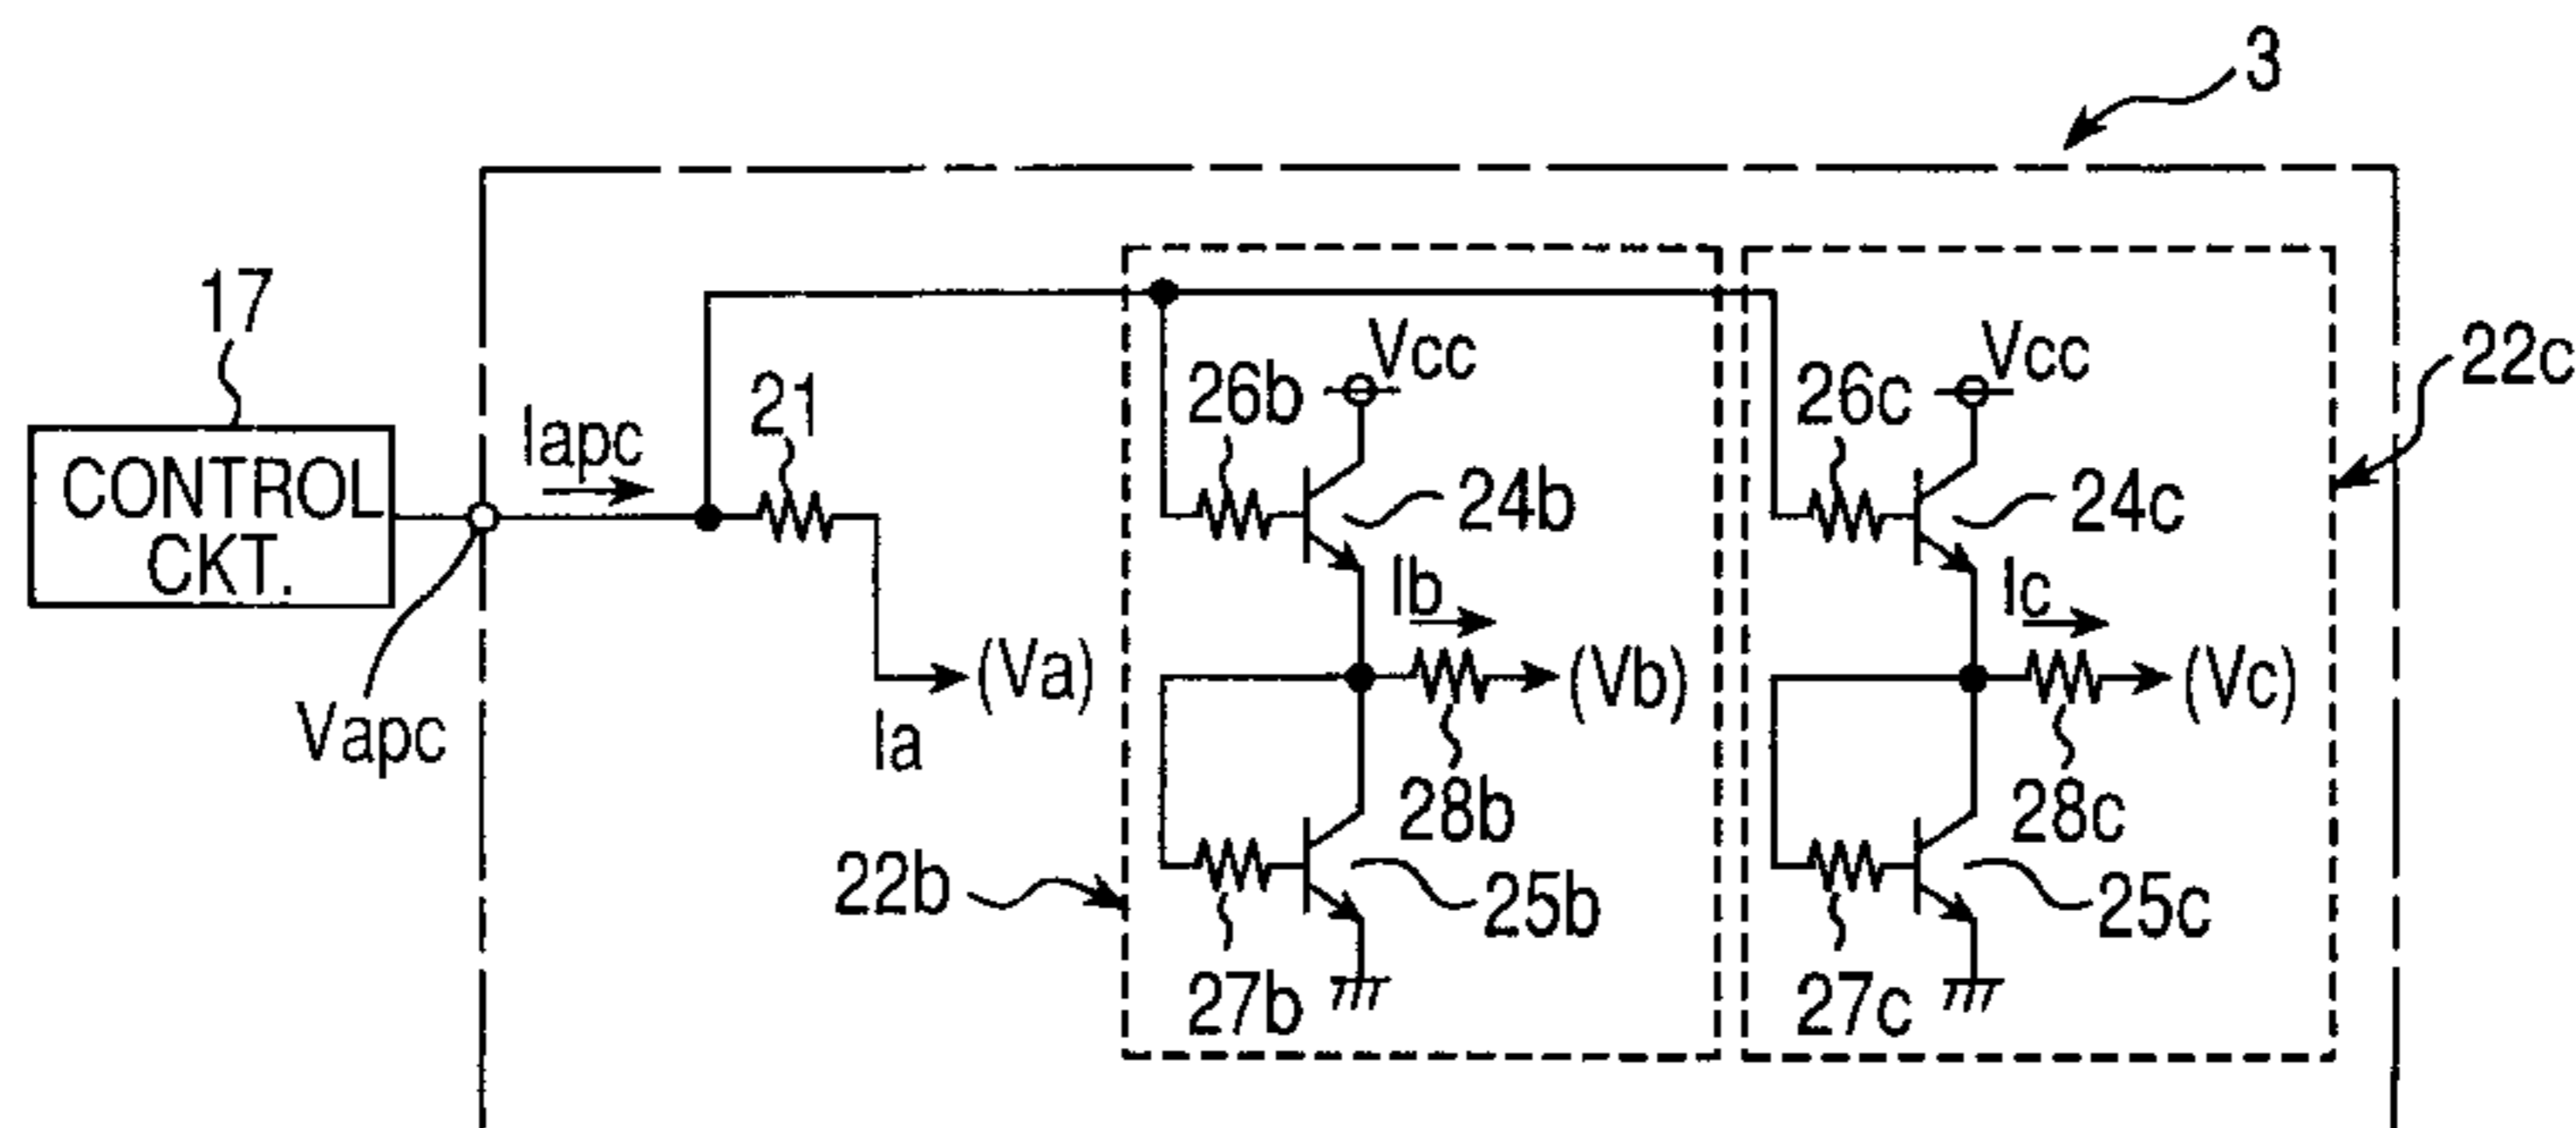 3
17
CONTROL
CKT.
Iapc
Vapc
21
Ia
(Va)
22b
26b
Vcc
24b
Ib
(Vb)
28b
25b
27b
26c
Vcc
24c
Ic
(Vc)
28c
25c
27c
22c